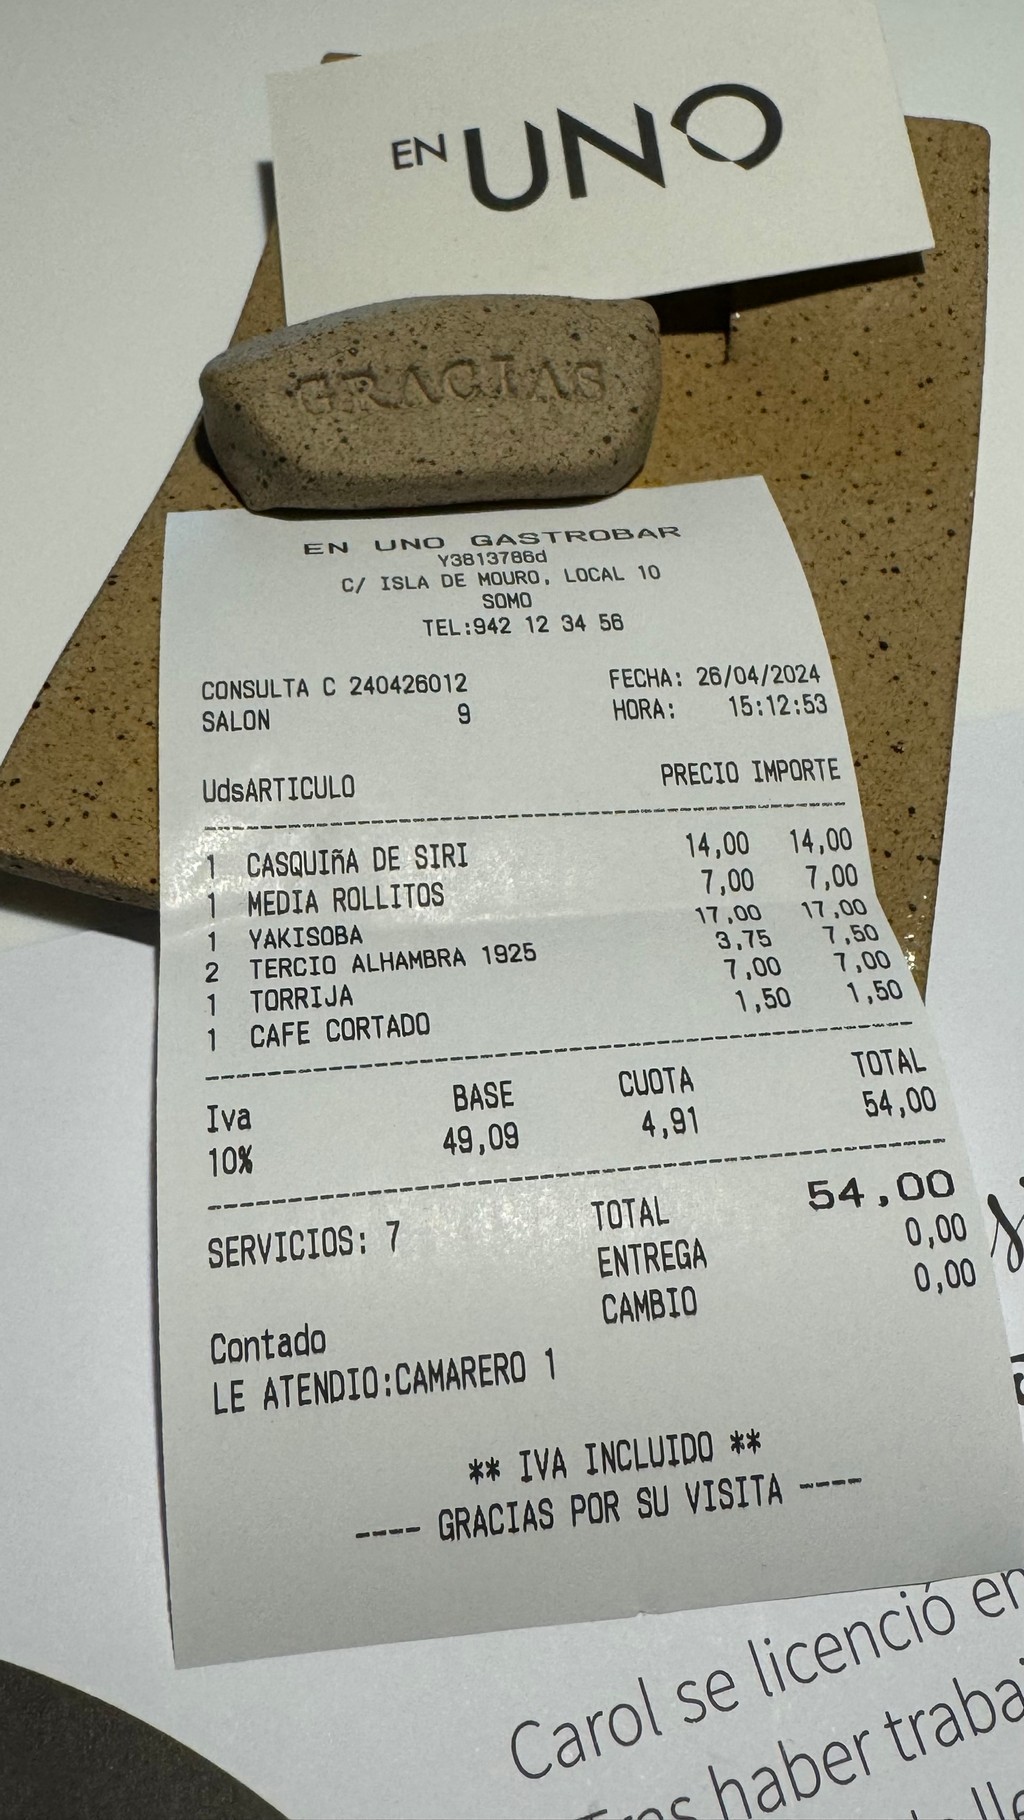 EN UNO
GRACIAS
EN UNO GASTROBAR
Y3813786d
C/ ISLA DE MOURO, LOCAL 10
SOMO
TEL:942 12 34 56
CONSULTA C 240426012 FECHA: 26/04/2024
SALON 9 HORA: 15:12:53
UdsARTICULO PRECIO IMPORTE
1 CASQUIñA DE SIRI 14,00 14,00
1 MEDIA ROLLITOS 7,00 7,00
1 YAKISOBA 17,00 17,00
2 TERCIO ALHAMBRA 1925 3,75 7,50
1 TORRIJA 7,00 7,00
1 CAFE CORTADO 1,50 1,50
Iva BASE CUOTA TOTAL
10% 49,09 4,91 54,00
SERVICIOS: 7 TOTAL 54,00
ENTREGA 0,00
CAMBIO 0,00
Contado
LE ATENDIO:CAMARERO 1
** IVA INCLUIDO **
---- GRACIAS POR SU VISITA ----
Carol se licenció en
haber traba